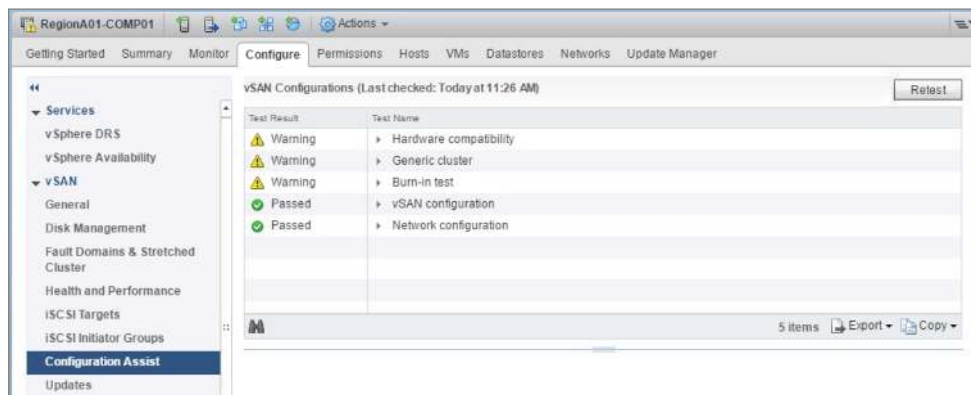 RegionA01-COMP01 Actions
Getting Started Summary Monitor Configure Permissions Hosts VMs Datastores Networks Update Manager
Services
vSphere DRS
vSphere Availability
vSAN
General
Disk Management
Fault Domains & Stretched
Cluster
Health and Performance
iSCSI Targets
iSCSI Initiator Groups
Configuration Assist
Updates
vSAN Configurations (Last checked: Today at 11:26 AM) Retest
Test Result Test Name
Warning Hardware compatibility
Warning Generic cluster
Warning Burn-in test
Passed vSAN configuration
Passed Network configuration
5 items Export Copy